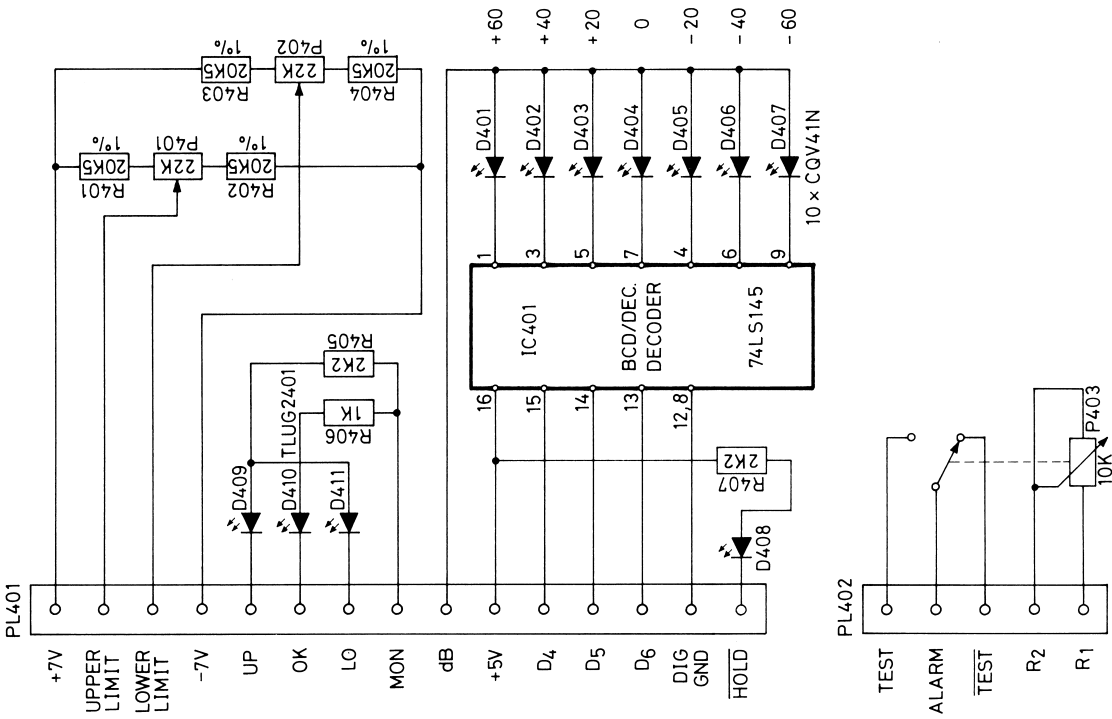 +60
+40
+20
0
-20
-40
-60
1%
20K5
R403
P402
22K
1%
20K5
R404
1%
20K5
R401
P401
22K
1%
20K5
R402
D401
D402
D403
D404
D405
D406
D407
10 x CQV41N
1
3
5
7
4
6
9
IC401
BCD/DEC.
DECODER
74LS145
16
15
14
13
12,8
R405
2K2
1K
R406
2K2
R407
D409
D410 TLUG2401
D411
D408
P403
10K
PL401
+7V
UPPER
LIMIT
LOWER
LIMIT
-7V
UP
OK
LO
MON
dB
+5V
D4
D5
D6
DIG
GND
H̅O̅L̅D̅
PL402
TEST
ALARM
T̅E̅S̅T̅
R2
R1